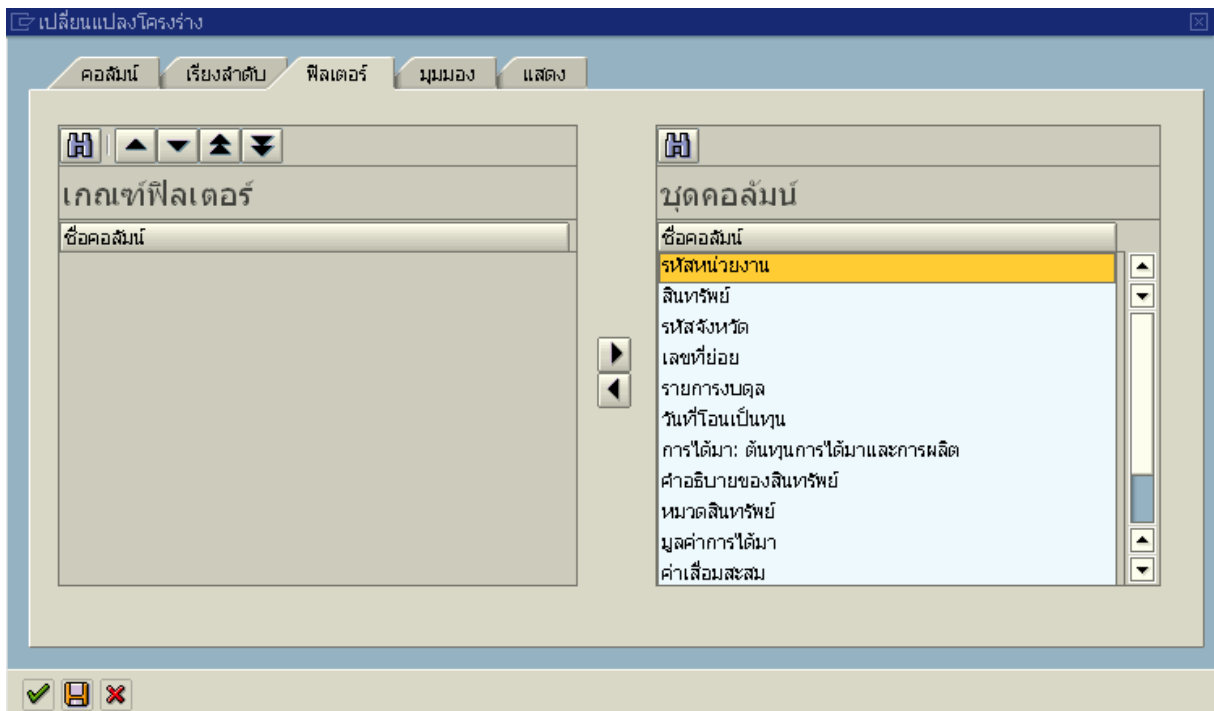 เปลี่ยนแปลงโครงร่าง
คอลัมน์ เรียงลำดับ ฟิลเตอร์ มุมมอง แสดง
เกณฑ์ฟิลเตอร์
ชื่อคอลัมน์
ชุดคอลัมน์
ชื่อคอลัมน์
รหัสหน่วยงาน
สินทรัพย์
รหัสจังหวัด
เลขที่ย่อย
รายการงบดุล
วันที่โอนเป็นทุน
การได้มา: ต้นทุนการได้มาและการผลิต
คำอธิบายของสินทรัพย์
หมวดสินทรัพย์
มูลค่าการได้มา
ค่าเสื่อมสะสม